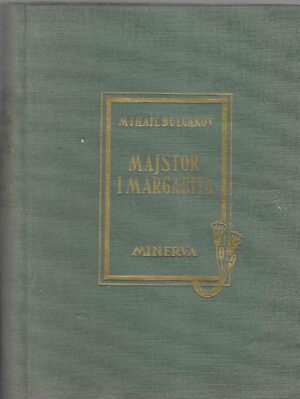 MIHAIL BULGAKOV
MAJSTOR
I MARGARITA
MINERVA